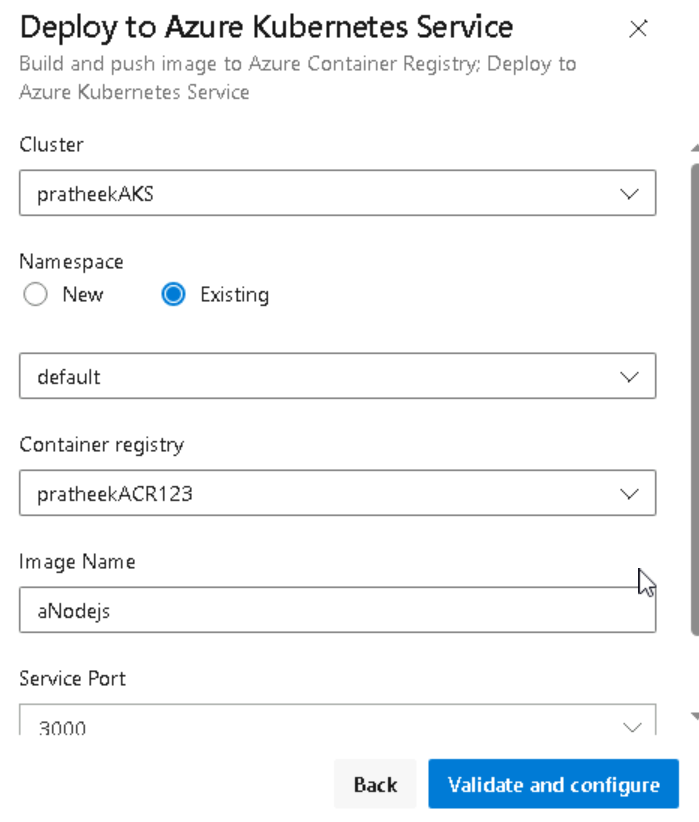 Deploy to Azure Kubernetes Service
Build and push image to Azure Container Registry; Deploy to
Azure Kubernetes Service
Cluster
pratheekAKS
Namespace
New
Existing
default
Container registry
pratheekACR123
Image Name
aNodejs
Service Port
3000
Back
Validate and configure